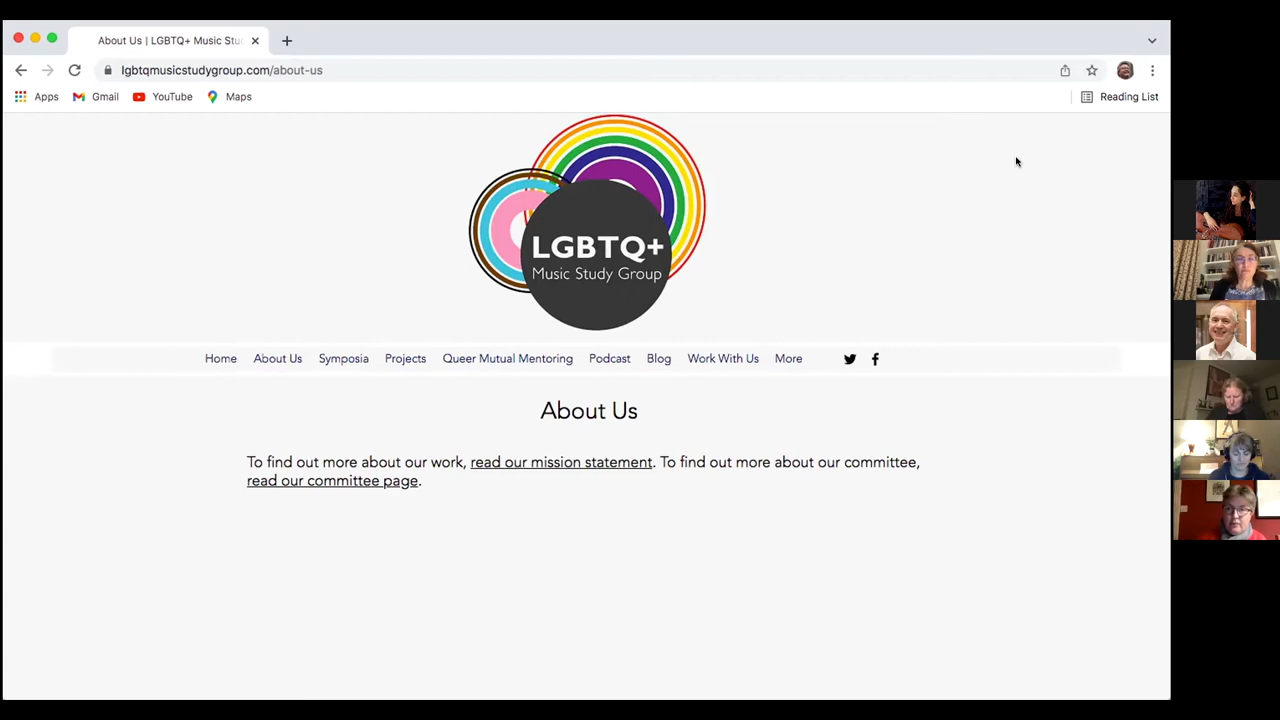 About Us | LGBTQ+ Music Stu
lgbtqmusicstudygroup.com/about-us
Apps Gmail YouTube Maps Reading List
LGBTQ+
Music Study Group
Home About Us Symposia Projects Queer Mutual Mentoring Podcast Blog Work With Us More
About Us
To find out more about our work, read our mission statement. To find out more about our committee,
read our committee page.